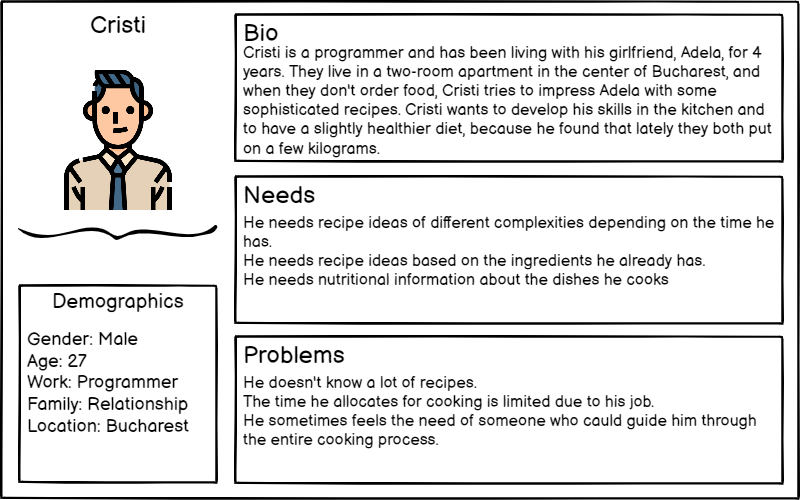 Cristi
Demographics
Gender: Male
Age: 27
Work: Programmer
Family: Relationship
Location: Bucharest
Bio
Cristi is a programmer and has been living with his girlfriend, Adela, for 4
years. They live in a two-room apartment in the center of Bucharest, and
when they don't order food, Cristi tries to impress Adela with some
sophisticated recipes. Cristi wants to develop his skills in the kitchen and
to have a slightly healthier diet, because he found that lately they both put
on a few kilograms.
Needs
He needs recipe ideas of different complexities depending on the time he
has.
He needs recipe ideas based on the ingredients he already has.
He needs nutritional information about the dishes he cooks
Problems
He doesn't know a lot of recipes.
The time he allocates for cooking is limited due to his job.
He sometimes feels the need of someone who could guide him through
the entire cooking process.